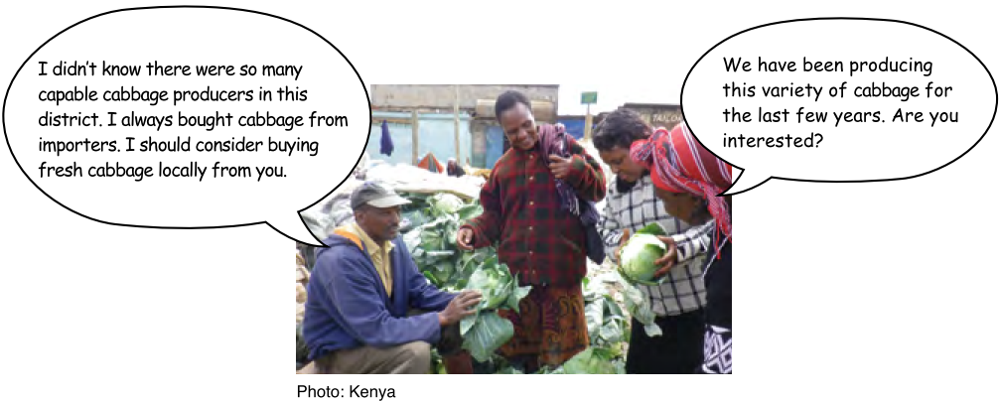 I didn't know there were so many
capable cabbage producers in this
district. I always bought cabbage from
importers. I should consider buying
fresh cabbage locally from you.
We have been producing
this variety of cabbage for
the last few years. Are you
interested?
Photo: Kenya